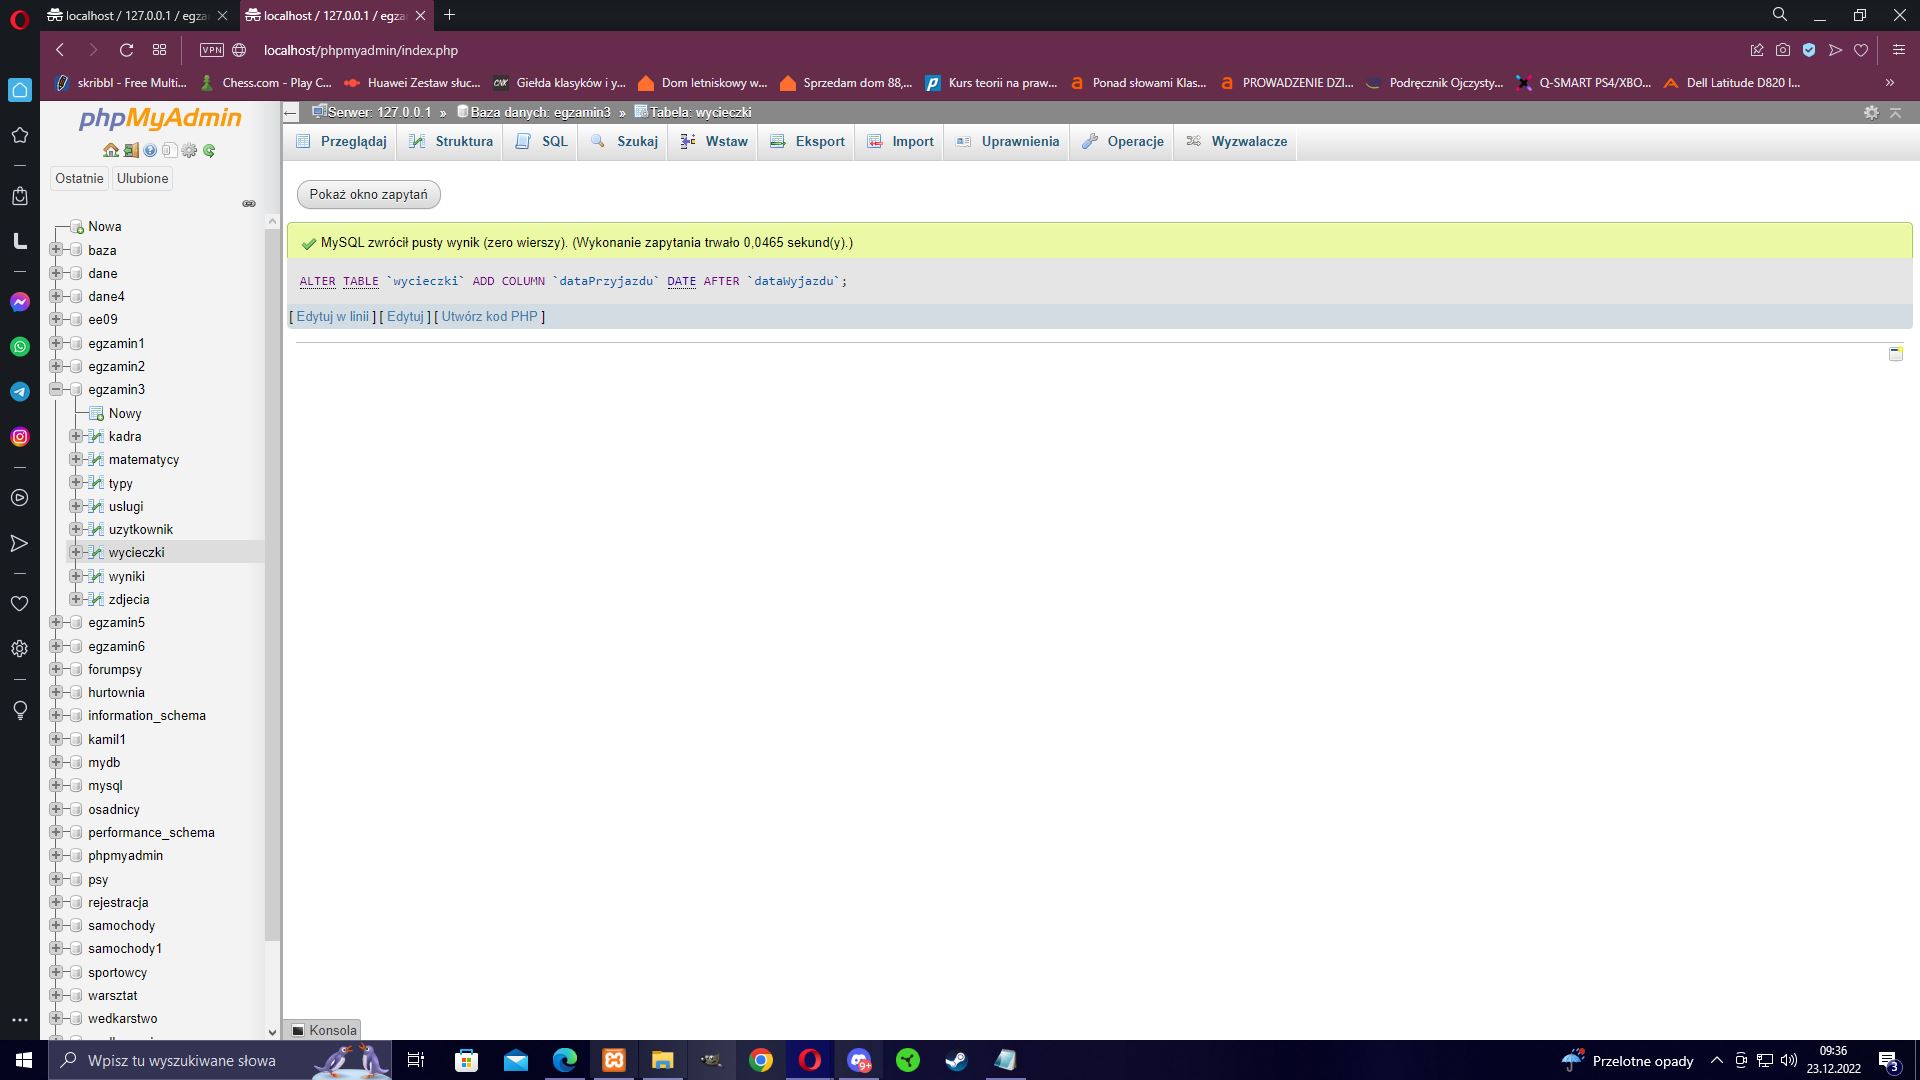 localhost / 127.0.0.1 / egza
localhost / 127.0.0.1 / egza
VPN localhost/phpmyadmin/index.php
skribbl - Free Multi...
Chess.com - Play C...
Huawei Zestaw słuc...
Giełda klasyków i y...
Dom letniskowy w...
Sprzedam dom 88,...
Kurs teorii na praw...
Ponad słowami Klas...
PROWADZENIE DZI...
Podręcznik Ojczysty...
Q-SMART PS4/XBO...
Dell Latitude D820 I...
phpMyAdmin
Ostatnie Ulubione
Nowa
baza
dane
dane4
ee09
egzamin1
egzamin2
egzamin3
Nowy
kadra
matematycy
typy
uslugi
uzytkownik
wycieczki
wyniki
zdjecia
egzamin5
egzamin6
forumpsy
hurtownia
information_schema
kamil1
mydb
mysql
osadnicy
performance_schema
phpmyadmin
psy
rejestracja
samochody
samochody1
sportowcy
warsztat
wedkarstwo
Serwer: 127.0.0.1 » Baza danych: egzamin3 » Tabela: wycieczki
Przeglądaj Struktura SQL Szukaj Wstaw Eksport Import Uprawnienia Operacje Wyzwalacze
Pokaż okno zapytań
MySQL zwrócił pusty wynik (zero wierszy). (Wykonanie zapytania trwało 0,0465 sekund(y).)
ALTER TABLE `wycieczki` ADD COLUMN `dataPrzyjazdu` DATE AFTER `dataWyjazdu`;
[ Edytuj w linii ] [ Edytuj ] [ Utwórz kod PHP ]
Konsola
Wpisz tu wyszukiwane słowa
9+
Przelotne opady
09:36
23.12.2022
3